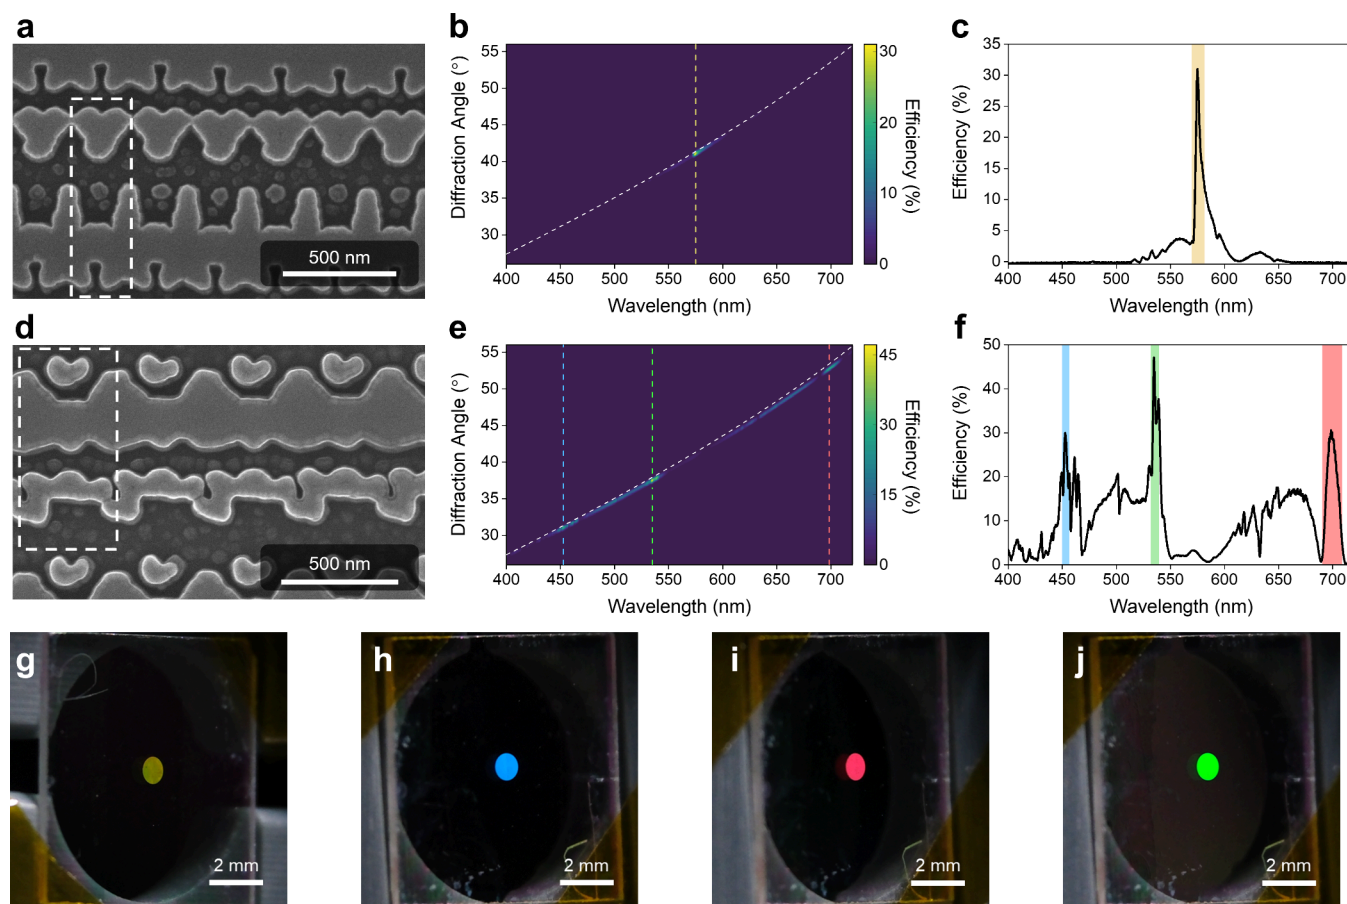 a
500 nm
b
Diffraction Angle (°)
55
50
45
40
35
30
400 450 500 550 600 650 700
Wavelength (nm)
30
20
10
0
Efficiency (%)
c
Efficiency (%)
35
30
25
20
15
10
5
0
400 450 500 550 600 650 700
Wavelength (nm)
d
500 nm
e
Diffraction Angle (°)
55
50
45
40
35
30
400 450 500 550 600 650 700
Wavelength (nm)
45
30
15
0
Efficiency (%)
f
Efficiency (%)
50
40
30
20
10
0
400 450 500 550 600 650 700
Wavelength (nm)
g
2 mm
h
2 mm
i
2 mm
j
2 mm